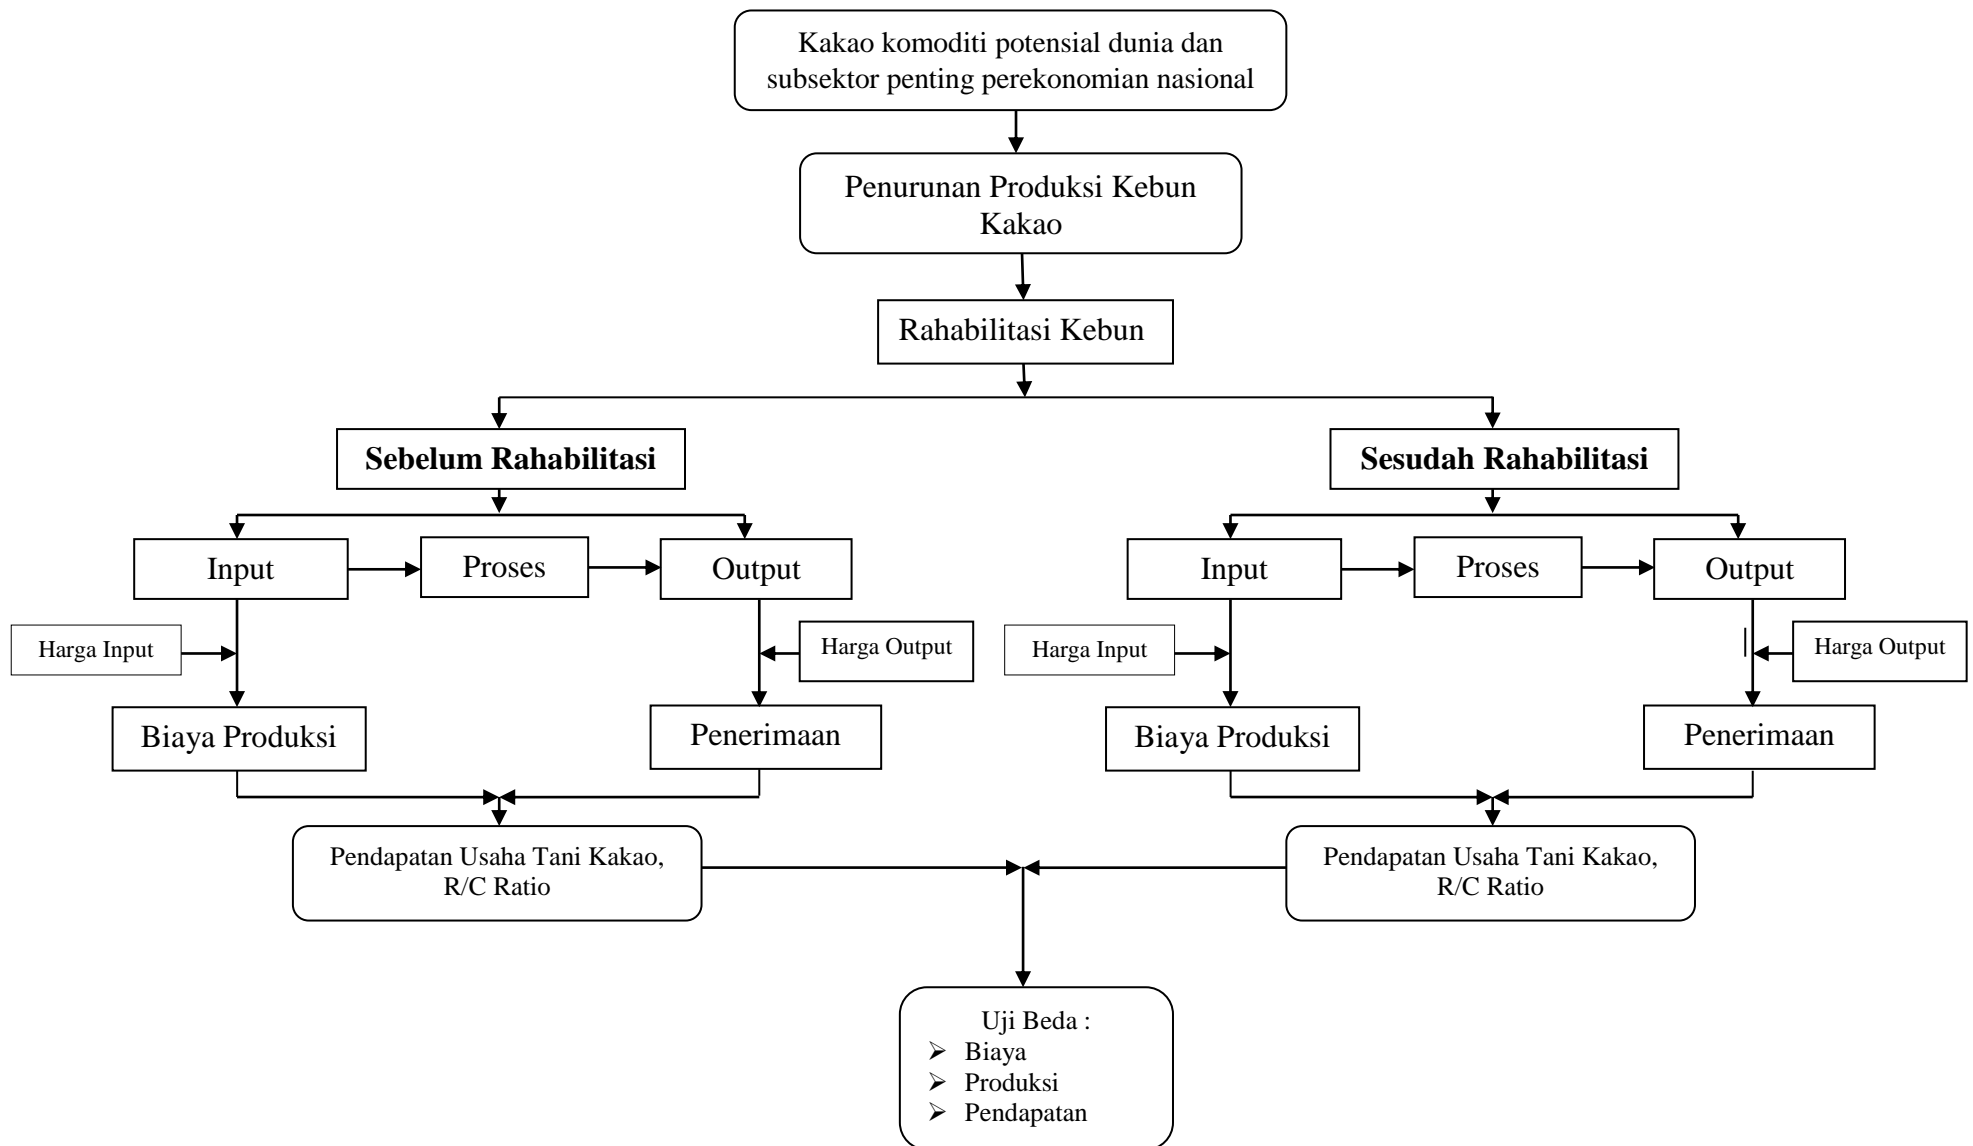 Kakao komoditi potensial dunia dan
subsektor penting perekonomian nasional
Penurunan Produksi Kebun
Kakao
Rahabilitasi Kebun
Sebelum Rahabilitasi
Sesudah Rahabilitasi
Input
Proses
Output
Input
Proses
Output
Harga Input
Harga Output
Harga Input
Harga Output
Biaya Produksi
Penerimaan
Biaya Produksi
Penerimaan
Pendapatan Usaha Tani Kakao,
R/C Ratio
Pendapatan Usaha Tani Kakao,
R/C Ratio
Uji Beda :
➢ Biaya
➢ Produksi
➢ Pendapatan